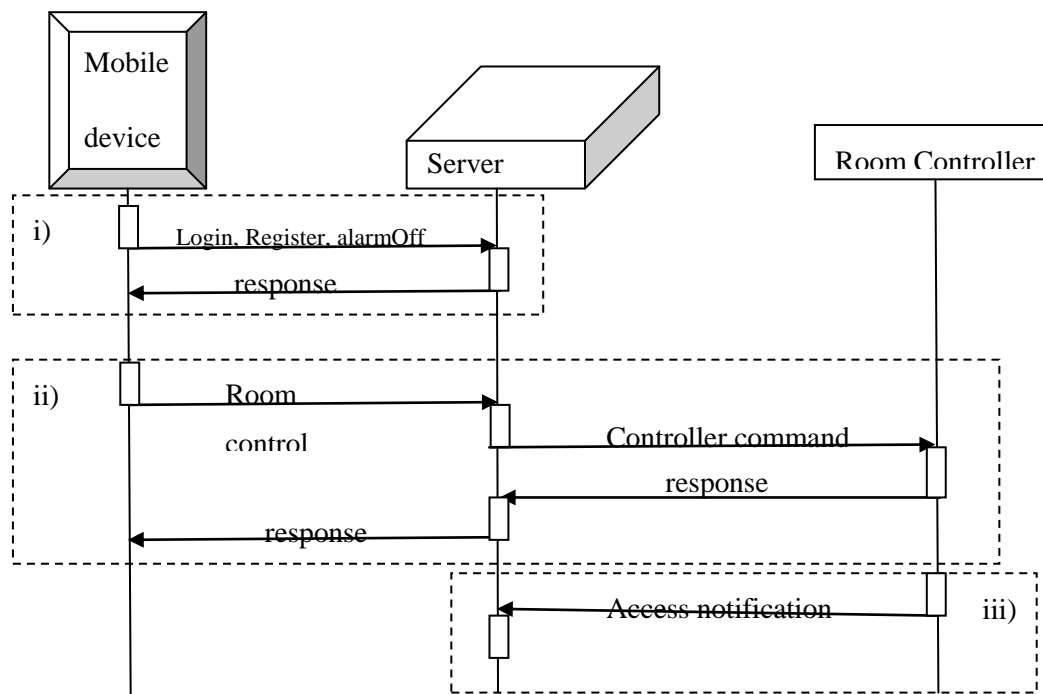 Mobile
device
Server
Room Controller
i)
Login, Register, alarmOff
response
ii)
Room
control
Controller command
response
response
Access notification
iii)